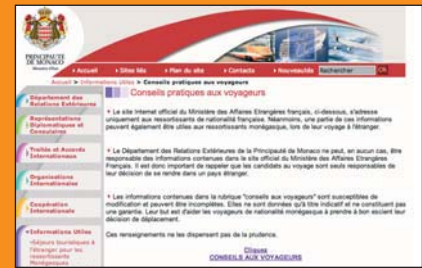 PRINCIPAUTE
DE MONACO
Accueil
Sites liés
Plan du site
Contacts
Nouveautés
Rechercher
OK
Accueil > Informations Utiles > Conseils pratiques aux voyageurs
Département des
Relations Extérieures
Représentations
Diplomatiques et
Consulaires
Traités et Accords
Internationaux
Organisations
Internationales
Coopération
Internationale
Informations Utiles
Séjours touristiques à
l'étranger pour les
ressortissants
Monégasques
Conseils pratiques aux voyageurs
Le site Internet officiel du Ministère des Affaires Etrangères français, ci-dessous, s'adresse
uniquement aux ressortissants de nationalité française. Néanmoins, une partie de ces informations
peuvent également être utiles aux ressortissants monégasque, lors de leur voyage à l'étranger.
Le Département des Relations Extérieures de la Principauté de Monaco ne peut, en aucun cas, être
responsable des informations contenues dans le site officiel du Ministère des Affaires Etrangères
Français. Il est donc important de rappeler que les candidats au voyage sont seuls responsables de
leur décision de se rendre dans un pays étranger.
Les informations contenues dans la rubrique "conseils aux voyageurs" sont susceptibles de
modification et peuvent être incomplètes. Elles ne sont données qu'à titre indicatif et ne constituent pas
une garantie. Leur but est d'aider les voyageurs de nationalité monégasque à prendre à bon escient leur
décision de déplacement.
Ces renseignements ne les dispensent pas de la prudence.
Cliquez
CONSEILS AUX VOYAGEURS